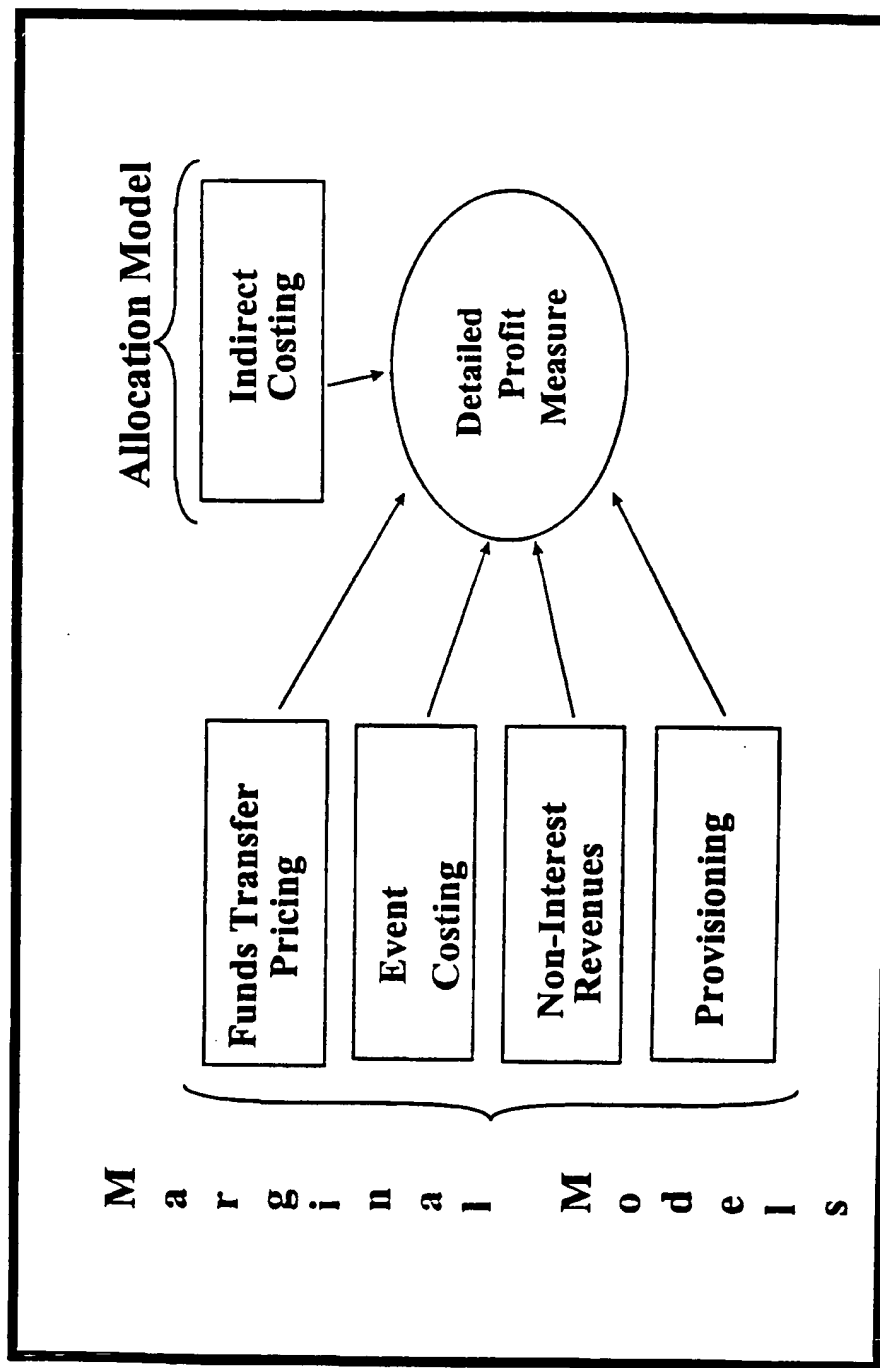 Allocation Model
Indirect
Costing
Funds Transfer
Pricing
Event
Costing
Non-Interest
Revenues
Provisioning
Detailed
Profit
Measure
M
a
r
g
i
n
a
l
M
o
d
e
l
s